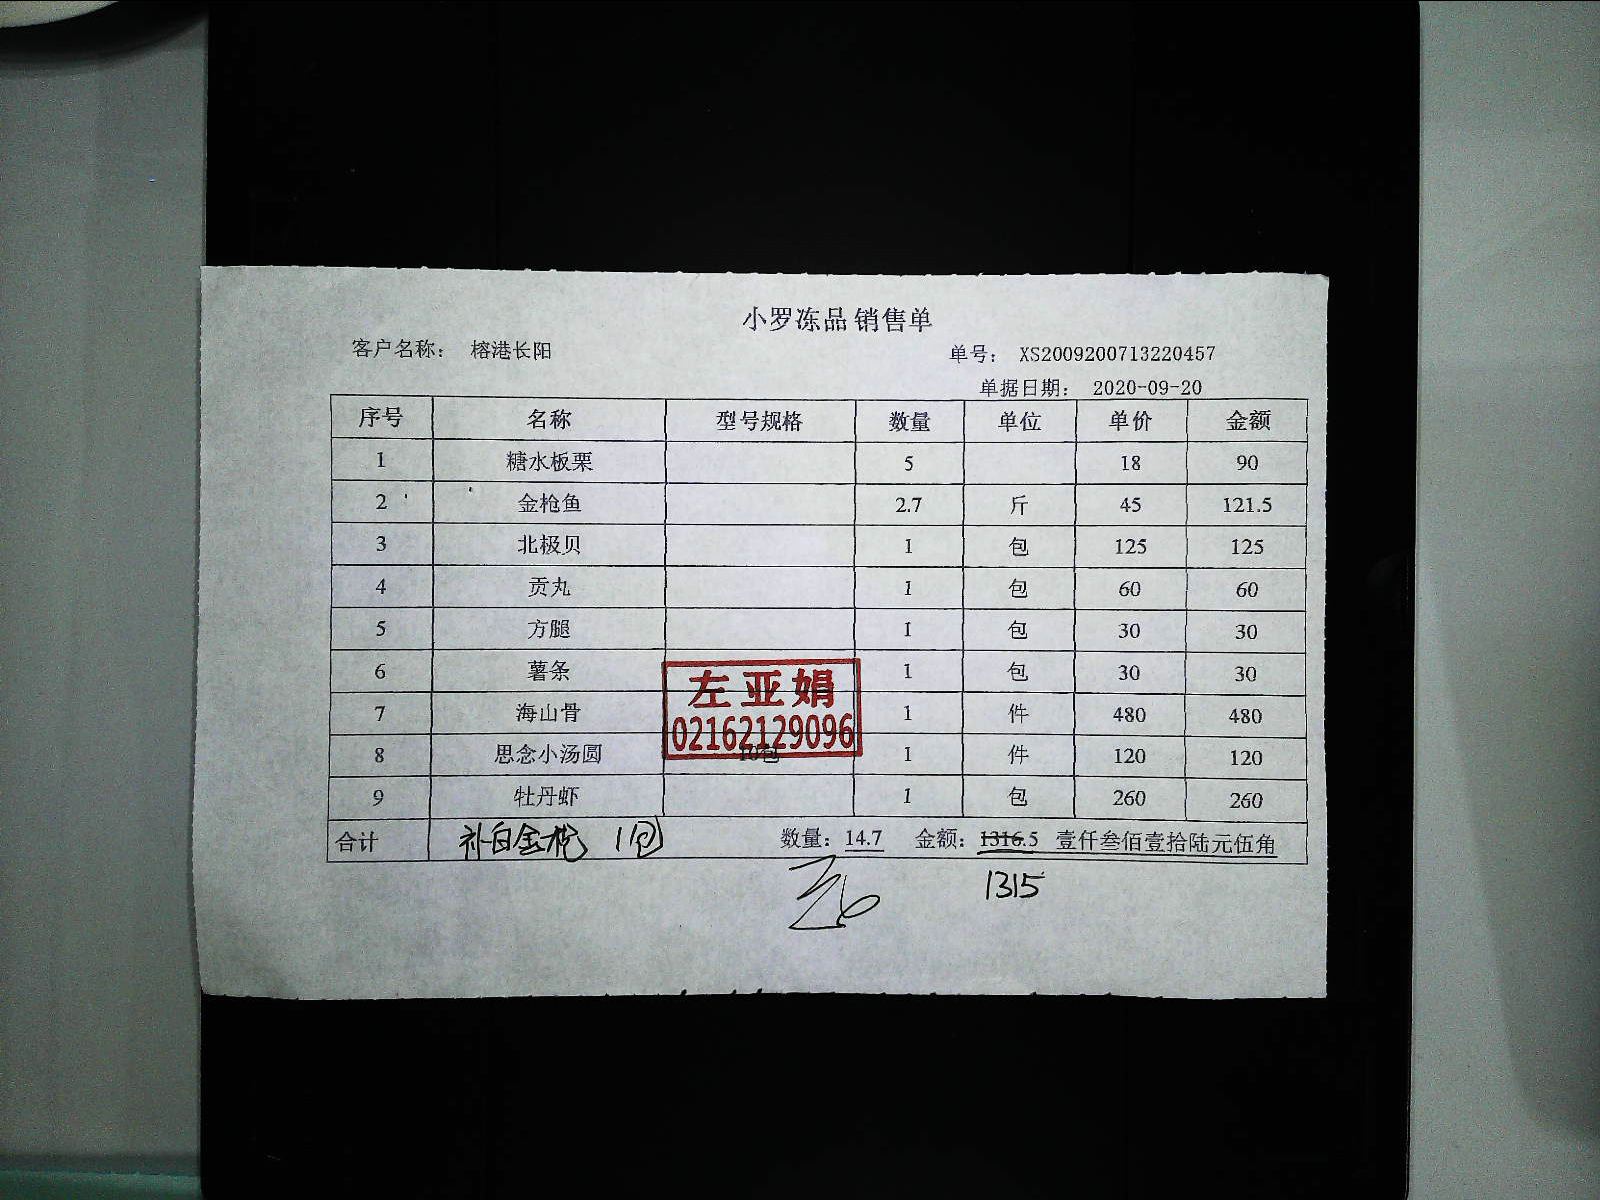 小罗冻品 销售单
客户名称： 榕港长阳 单号： XS2009200713220457
单据日期： 2020-09-20
序号 名称 型号规格 数量 单位 单价 金额
1 糖水板栗 5 18 90
2 金枪鱼 2.7 斤 45 121.5
3 北极贝 1 包 125 125
4 贡丸 1 包 60 60
5 方腿 1 包 30 30
6 薯条 1 包 30 30
左亚娟
7 海山骨 1 件 480 480
02162129096
8 思念小汤圆 10包 1 件 120 120
9 牡丹虾 1 包 260 260
合计 补白金枪 1包 数量：14.7 金额：1316.5 壹仟叁佰壹拾陆元伍角
1315